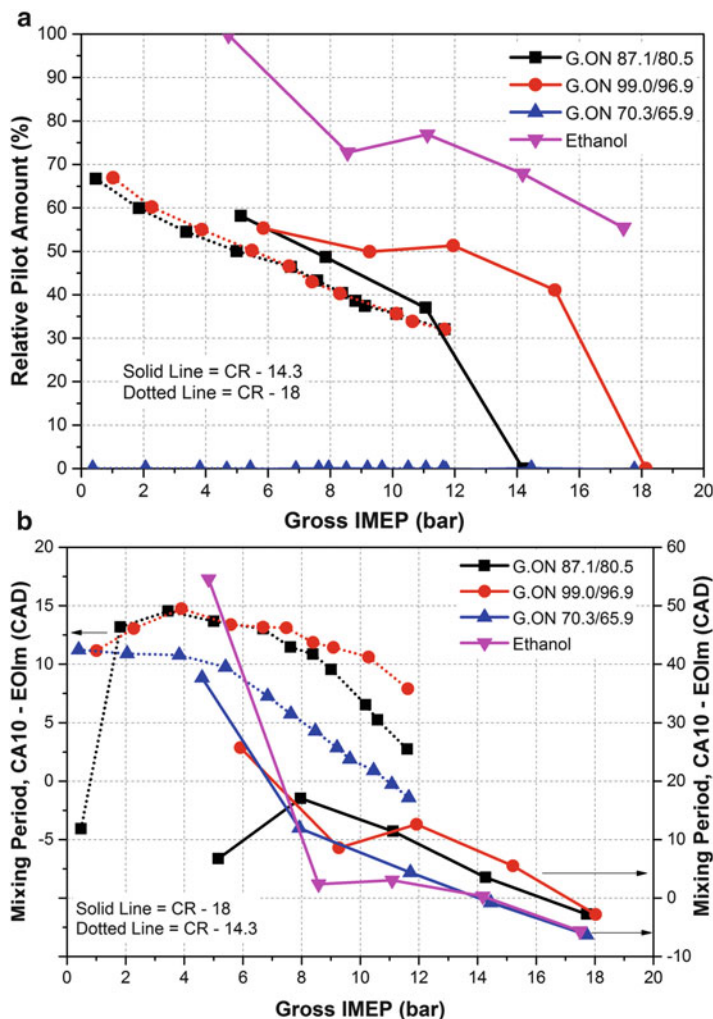 a
100
90
80
70
60
50
40
30
20
10
0
Relative Pilot Amount (%)
G.ON 87.1/80.5
G.ON 99.0/96.9
G.ON 70.3/65.9
Ethanol
Solid Line = CR - 14.3
Dotted Line = CR - 18
0 2 4 6 8 10 12 14 16 18 20
Gross IMEP (bar)
b
20
15
10
5
0
-5
Mixing Period, CA10 - EOIm (CAD)
G.ON 87.1/80.5
G.ON 99.0/96.9
G.ON 70.3/65.9
Ethanol
60
50
40
30
20
10
0
-10
Mixing Period, CA10 - EOIm (CAD)
Solid Line = CR - 18
Dotted Line = CR - 14.3
0 2 4 6 8 10 12 14 16 18 20
Gross IMEP (bar)